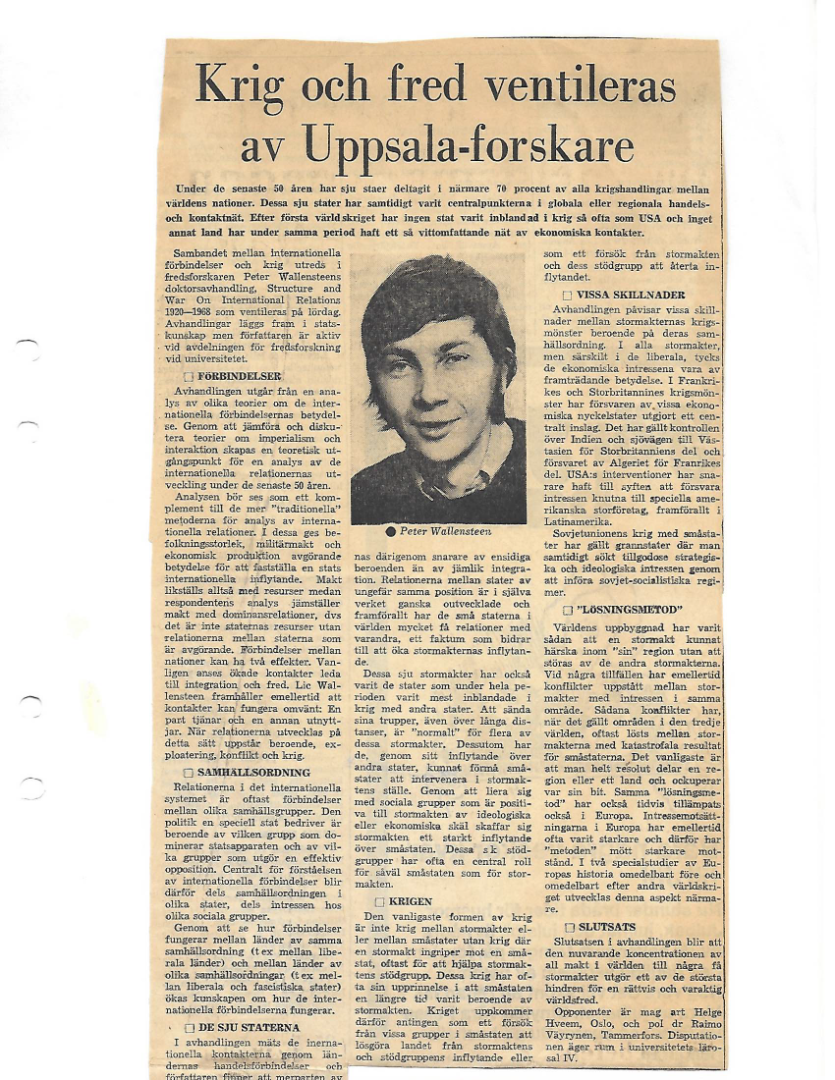 Krig och fred ventileras
av Uppsala-forskare
Under de senaste 50 åren har sju staer deltagit i närmare 70 procent av alla krigshandlingar mellan
världens nationer. Dessa sju stater har samtidigt varit centralpunkterna i globala eller regionala handels-
och kontaktnät. Efter första världskriget har ingen stat varit inblandad i krig så ofta som USA och inget
annat land har under samma period haft ett så vittomfattande nät av ekonomiska kontakter.
Sambandet mellan internationella
förbindelser och krig utreds i
fredsforskaren Peter Wallensteens
doktorsavhandling, Structure and
War On International Relations
1920—1968 som ventileras på lördag.
Avhandlingar läggs fram i stats-
kunskap men författaren är aktiv
vid avdelningen för fredsforskning
vid universitetet.
□ FÖRBINDELSER
Avhandlingen utgår från en ana-
lys av olika teorier om de inter-
nationella förbindelsernas betydel-
se. Genom att jämföra och disku-
tera teorier om imperialism och
interaktion skapas en teoretisk ut-
gångspunkt för en analys av de
internationella relationernas ut-
veckling under de senaste 50 åren.
Analysen bör ses som ett kom-
plement till de mer "traditionella"
metoderna för analys av interna-
tionella relationer. I dessa ges be-
folkningsstorlek, militärmakt och
ekonomisk produktion avgörande
betydelse för att fastställa en stats
internationella inflytande. Makt
likställs alltså med resurser medan
respondentens analys jämställer
makt med dominansrelationer, dvs
det är inte staternas resurser utan
relationerna mellan staterna som
är avgörande. Förbindelser mellan
nationer kan ha två effekter. Van-
ligen anses ökade kontakter leda
till integration och fred. Lic Wal-
lensteen framhåller emellertid att
kontakter kan fungera omvänt: En
part tjänar och en annan utnytt-
jar. När relationerna utvecklas på
detta sätt uppstår beroende, ex-
ploatering, konflikt och krig.
□ SAMHÄLLSORDNING
Relationerna i det internationella
systemet är oftast förbindelser
mellan olika samhällsgrupper. Den
politik en speciell stat bedriver är
beroende av vilken grupp som do-
minerar statsapparaten och av vil-
ka grupper som utgör en effektiv
opposition. Centralt för förståelsen
av internationella förbindelser blir
därför dels samhällsordningen i
olika stater, dels intressen hos
olika sociala grupper.
Genom att se hur förbindelser
fungerar mellan länder av samma
samhällsordning (t ex mellan libe-
rala länder) och mellan länder av
olika samhällsordningar (t ex mel-
lan liberala och fascistiska stater)
ökas kunskapen om hur de inter-
nationella förbindelserna fungerar.
□ DE SJU STATERNA
I avhandlingen mäts de inerna-
tionella kontakterna genom län-
dernas handelsförbindelser och
författaren finner att merparten av
● Peter Wallensteen
nas därigenom snarare av ensidiga
beroenden än av jämlik integra-
tion. Relationerna mellan stater av
ungefär samma position är i själva
verket ganska outvecklade och
framförallt har de små staterna i
världen mycket få relationer med
varandra, ett faktum som bidrar
till att öka stormakternas inflytan-
de.
Dessa sju stormakter har också
varit de stater som under hela pe-
rioden varit mest inblandade i
krig med andra stater. Att sända
sina trupper, även över långa dis-
tanser, är "normalt" för flera av
dessa stormakter. Dessutom har
de, genom sitt inflytande över
andra stater, kunnat förmå små-
stater att intervenera i stormak-
tens ställe. Genom att liera sig
med sociala grupper som är positi-
va till stormakten av ideologiska
eller ekonomiska skäl skaffar sig
stormakten ett starkt inflytande
över småstaten. Dessa s k stöd-
grupper har ofta en central roll
för såväl småstaten som för stor-
makten.
□ KRIGEN
Den vanligaste formen av krig
är inte krig mellan stormakter el-
ler mellan småstater utan krig där
en stormakt ingriper mot en små-
stat, oftast för att hjälpa stormak-
tens stödgrupp. Dessa krig har of-
ta sin upprinnelse i att småstaten
en längre tid varit beroende av
stormakten. Kriget uppkommer
därför antingen som ett försök
från vissa grupper i småstaten att
lösgöra landet från stormaktens
och stödgruppens inflytande eller
som ett försök från stormakten
och dess stödgrupp att återta in-
flytandet.
□ VISSA SKILLNADER
Avhandlingen påvisar vissa skill-
nader mellan stormakternas krigs-
mönster beroende på deras sam-
hällsordning. I alla stormakter,
men särskilt i de liberala, tycks
de ekonomiska intressena vara av
framträdande betydelse. I Frankri-
kes och Storbritannines krigsmöns-
ter har försvaren av vissa ekono-
miska nyckelstater utgjort ett cen-
tralt inslag. Det har gällt kontrollen
över Indien och sjövägen till Väs-
tasien för Storbritanniens del och
försvaret av Algeriet för Franrikes
del. USA:s interventioner har sna-
rare haft till syften att försvara
intressen knutna till speciella ame-
rikanska storföretag, framförallt i
Latinamerika.
Sovjetunionens krig med småsta-
ter har gällt grannstater där man
samtidigt sökt tillgodose strategis-
ka och ideologiska intressen genom
att införa sovjet-socialistiska regi-
mer.
□ "LÖSNINGSMETOD"
Världens uppbyggnad har varit
sådan att en stormakt kunnat
härska inom "sin" region utan att
störas av de andra stormakterna.
Vid några tillfällen har emellertid
konflikter uppstått mellan stor-
makter med intressen i samma
område. Sådana konflikter har,
när det gällt områden i den tredje
världen, oftast lösts mellan stor-
makterna med katastrofala resultat
för småstaterna. Det vanligaste är
att man helt resolut delar en re-
gion eller ett land och ockuperar
var sin bit. Samma "lösningsme-
tod" har också tidvis tillämpats
också i Europa. Intressemotsätt-
ningarna i Europa har emellertid
ofta varit starkare och därför har
"metoden" mött starkare mot-
stånd. I två specialstudier av Eu-
ropas historia omedelbart före och
omedelbart efter andra världskri-
get utvecklas denna aspekt närma-
re.
□ SLUTSATS
Slutsatsen i avhandlingen blir att
den nuvarande koncentrationen av
all makt i världen till några få
stormakter utgör ett av de största
hindren för en rättvis och varaktig
världsfred.
Opponenter är mag art Helge
Hveem, Oslo, och pol dr Raimo
Väyrynen, Tammerfors. Disputatio-
nen äger rum i universitetets läro-
sal IV.